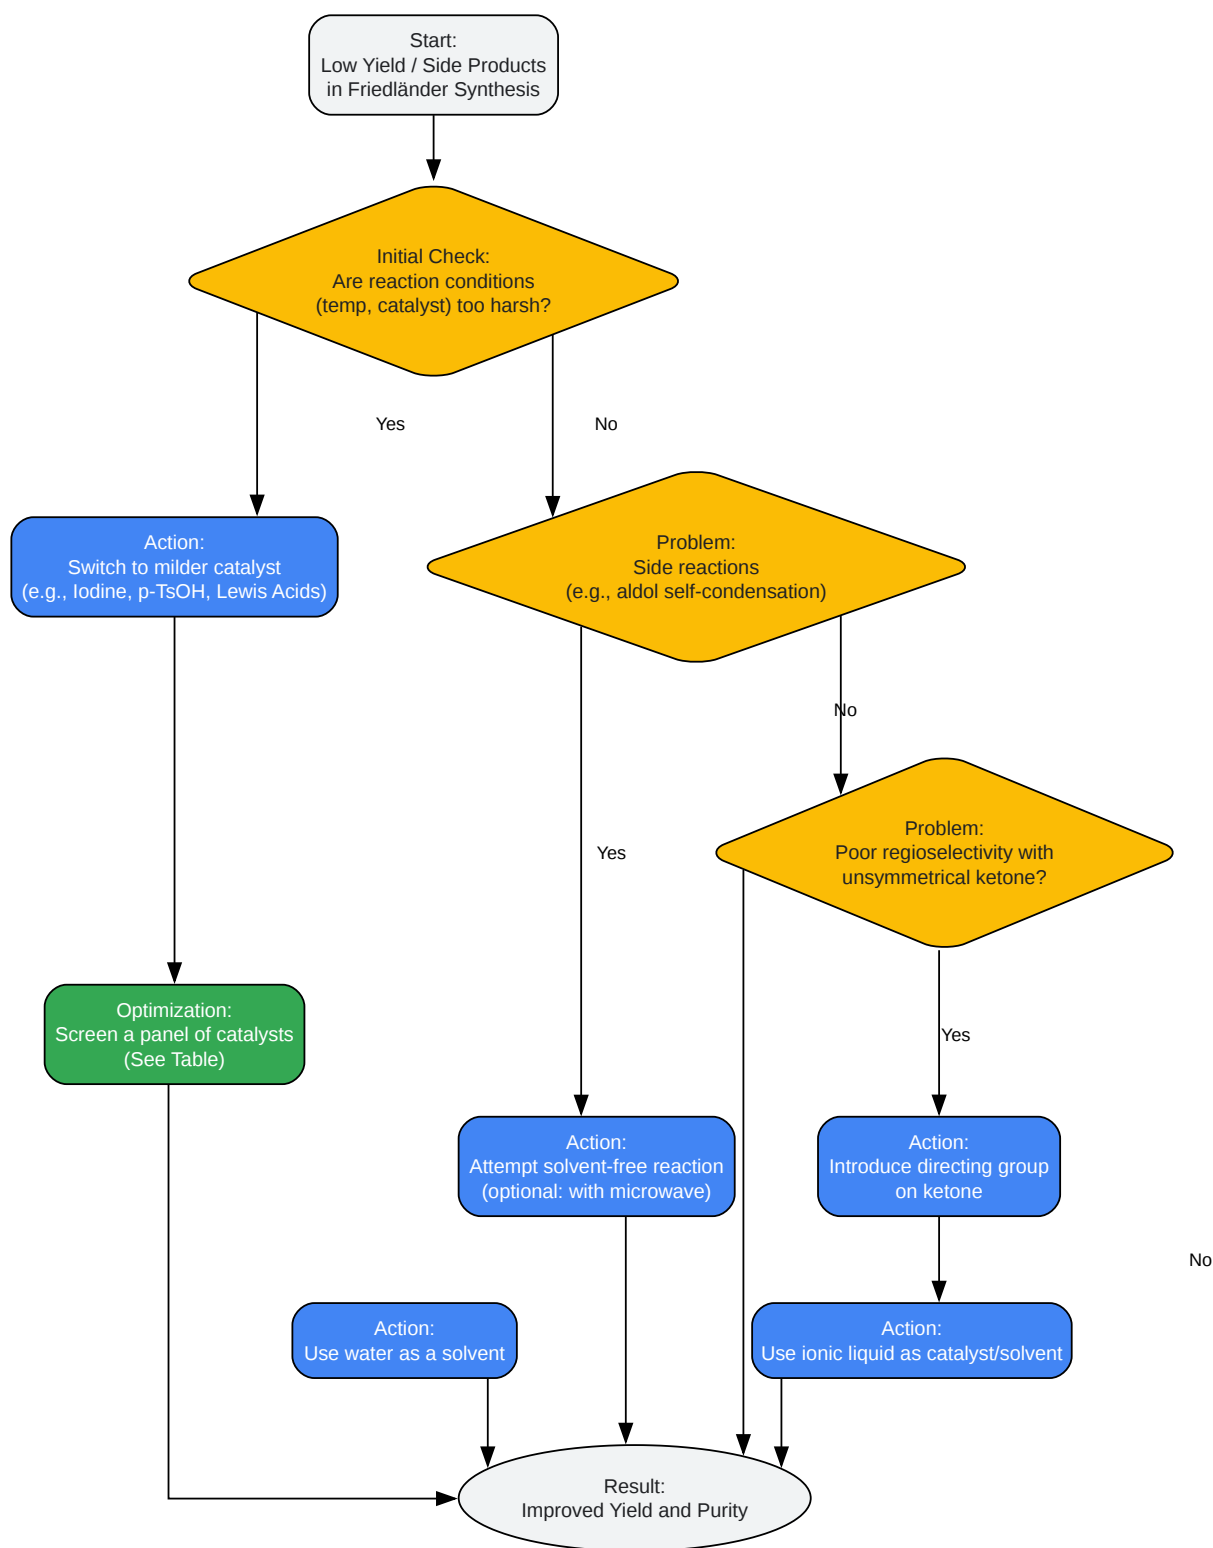 Start:
Low Yield / Side Products
in Friedländer Synthesis
Initial Check:
Are reaction conditions
(temp, catalyst) too harsh?
Yes
No
Action:
Switch to milder catalyst
(e.g., Iodine, p-TsOH, Lewis Acids)
Problem:
Side reactions
(e.g., aldol self-condensation)
No
Yes
Problem:
Poor regioselectivity with
unsymmetrical ketone?
Optimization:
Screen a panel of catalysts
(See Table)
Yes
Action:
Attempt solvent-free reaction
(optional: with microwave)
Action:
Introduce directing group
on ketone
No
Action:
Use water as a solvent
Action:
Use ionic liquid as catalyst/solvent
Result:
Improved Yield and Purity